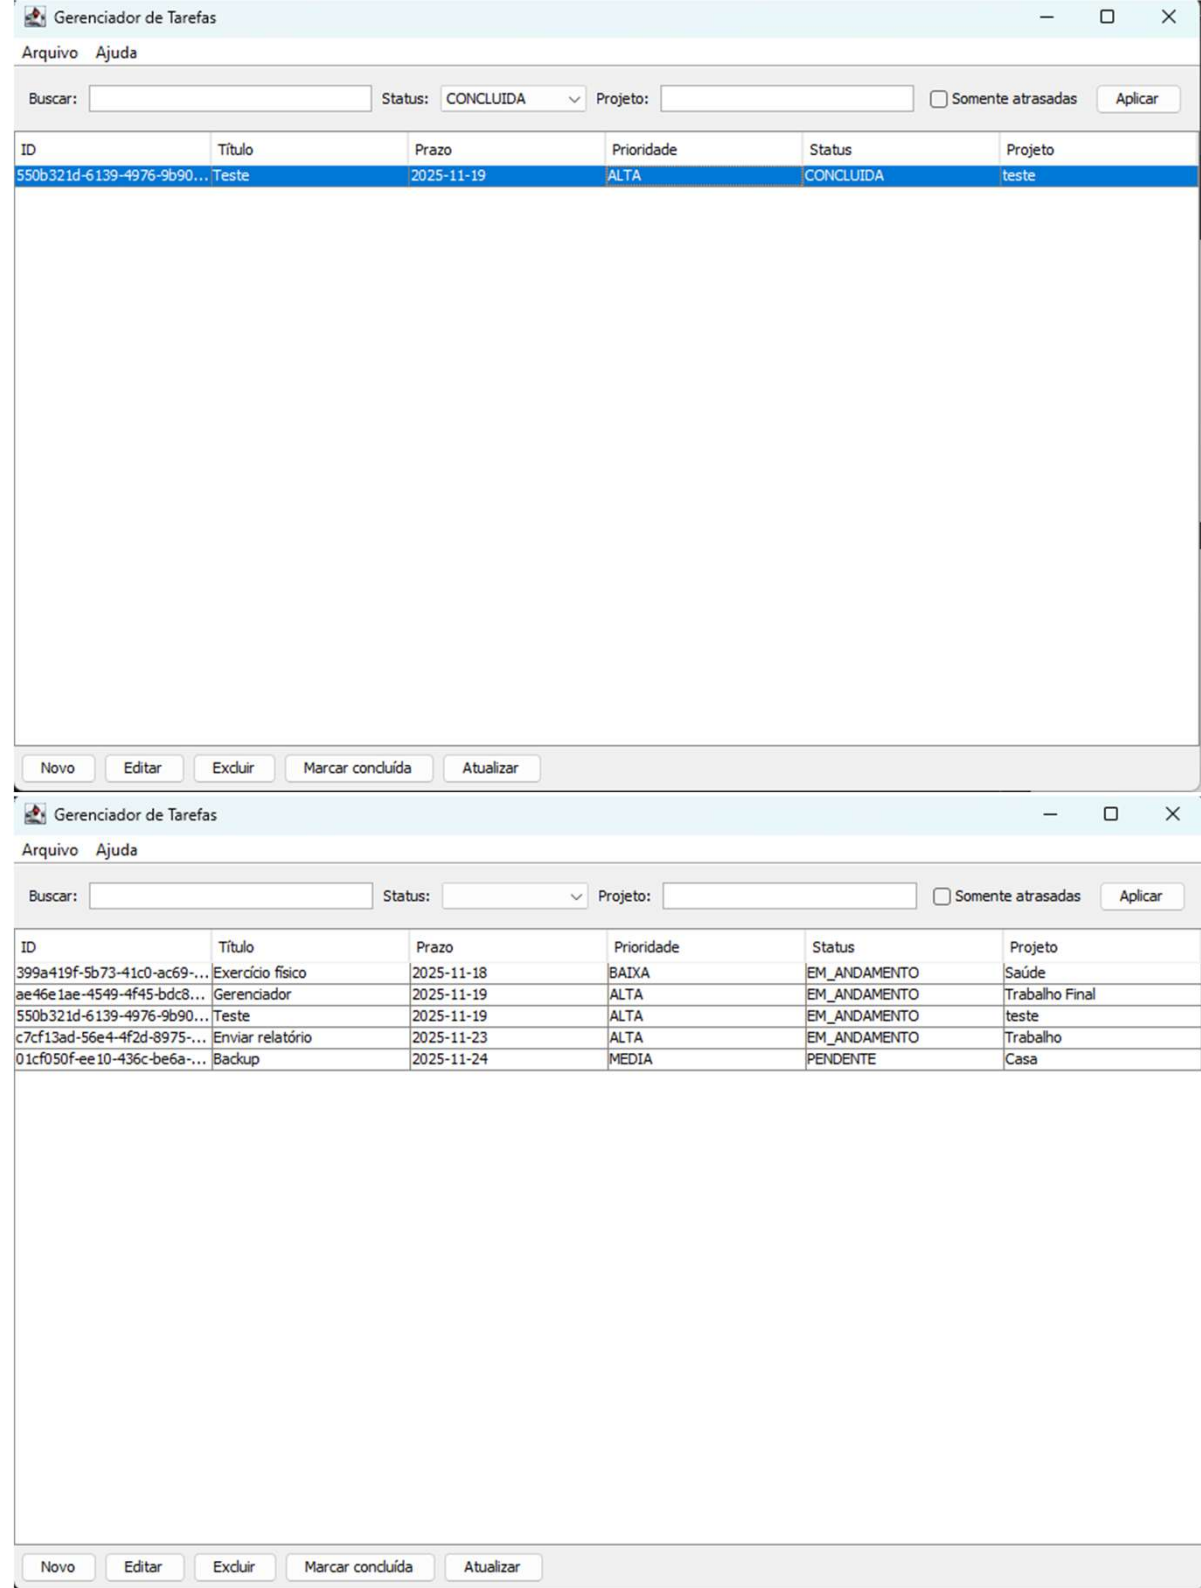 Gerenciador de Tarefas
Arquivo Ajuda
Buscar: Status: CONCLUIDA Projeto: Somente atrasadas Aplicar
ID Título Prazo Prioridade Status Projeto
550b321d-6139-4976-9b90... Teste 2025-11-19 ALTA CONCLUIDA teste
Novo Editar Excluir Marcar concluída Atualizar
Gerenciador de Tarefas
Arquivo Ajuda
Buscar: Status: Projeto: Somente atrasadas Aplicar
ID Título Prazo Prioridade Status Projeto
399a419f-5b73-41c0-ac69-... Exercício físico 2025-11-18 BAIXA EM_ANDAMENTO Saúde
ae46e1ae-4549-4f45-bdc8... Gerenciador 2025-11-19 ALTA EM_ANDAMENTO Trabalho Final
550b321d-6139-4976-9b90... Teste 2025-11-19 ALTA EM_ANDAMENTO teste
c7cf13ad-56e4-4f2d-8975-... Enviar relatório 2025-11-23 ALTA EM_ANDAMENTO Trabalho
01cf050f-ee10-436c-be6a-... Backup 2025-11-24 MEDIA PENDENTE Casa
Novo Editar Excluir Marcar concluída Atualizar